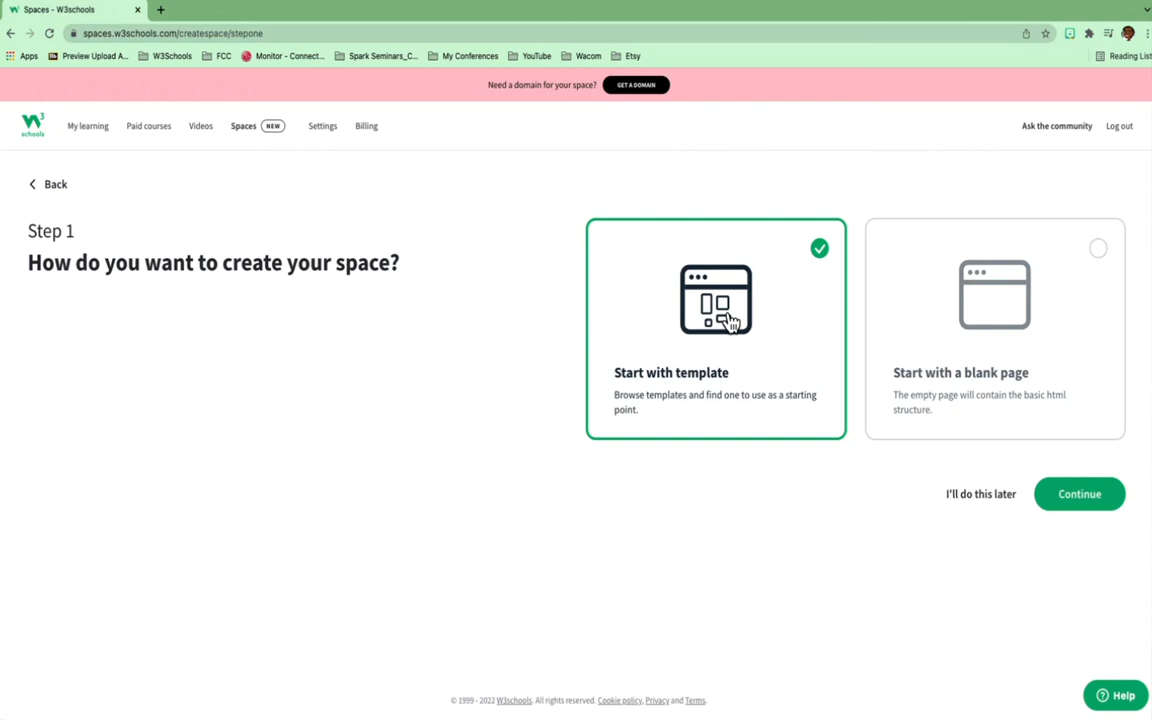 Spaces - W3schools
spaces.w3schools.com/createspace/stepone
Apps Preview Upload A... W3Schools FCC Monitor - Connect... Spark Seminars_C... My Conferences YouTube Wacom Etsy Reading List
Need a domain for your space? GET A DOMAIN
W3 schools My learning Paid courses Videos Spaces NEW Settings Billing Ask the community Log out
Back
Step 1
How do you want to create your space?
Start with template
Browse templates and find one to use as a starting
point.
Start with a blank page
The empty page will contain the basic html
structure.
I'll do this later Continue
© 1999 - 2022 W3schools. All rights reserved. Cookie policy, Privacy and Terms.
Help